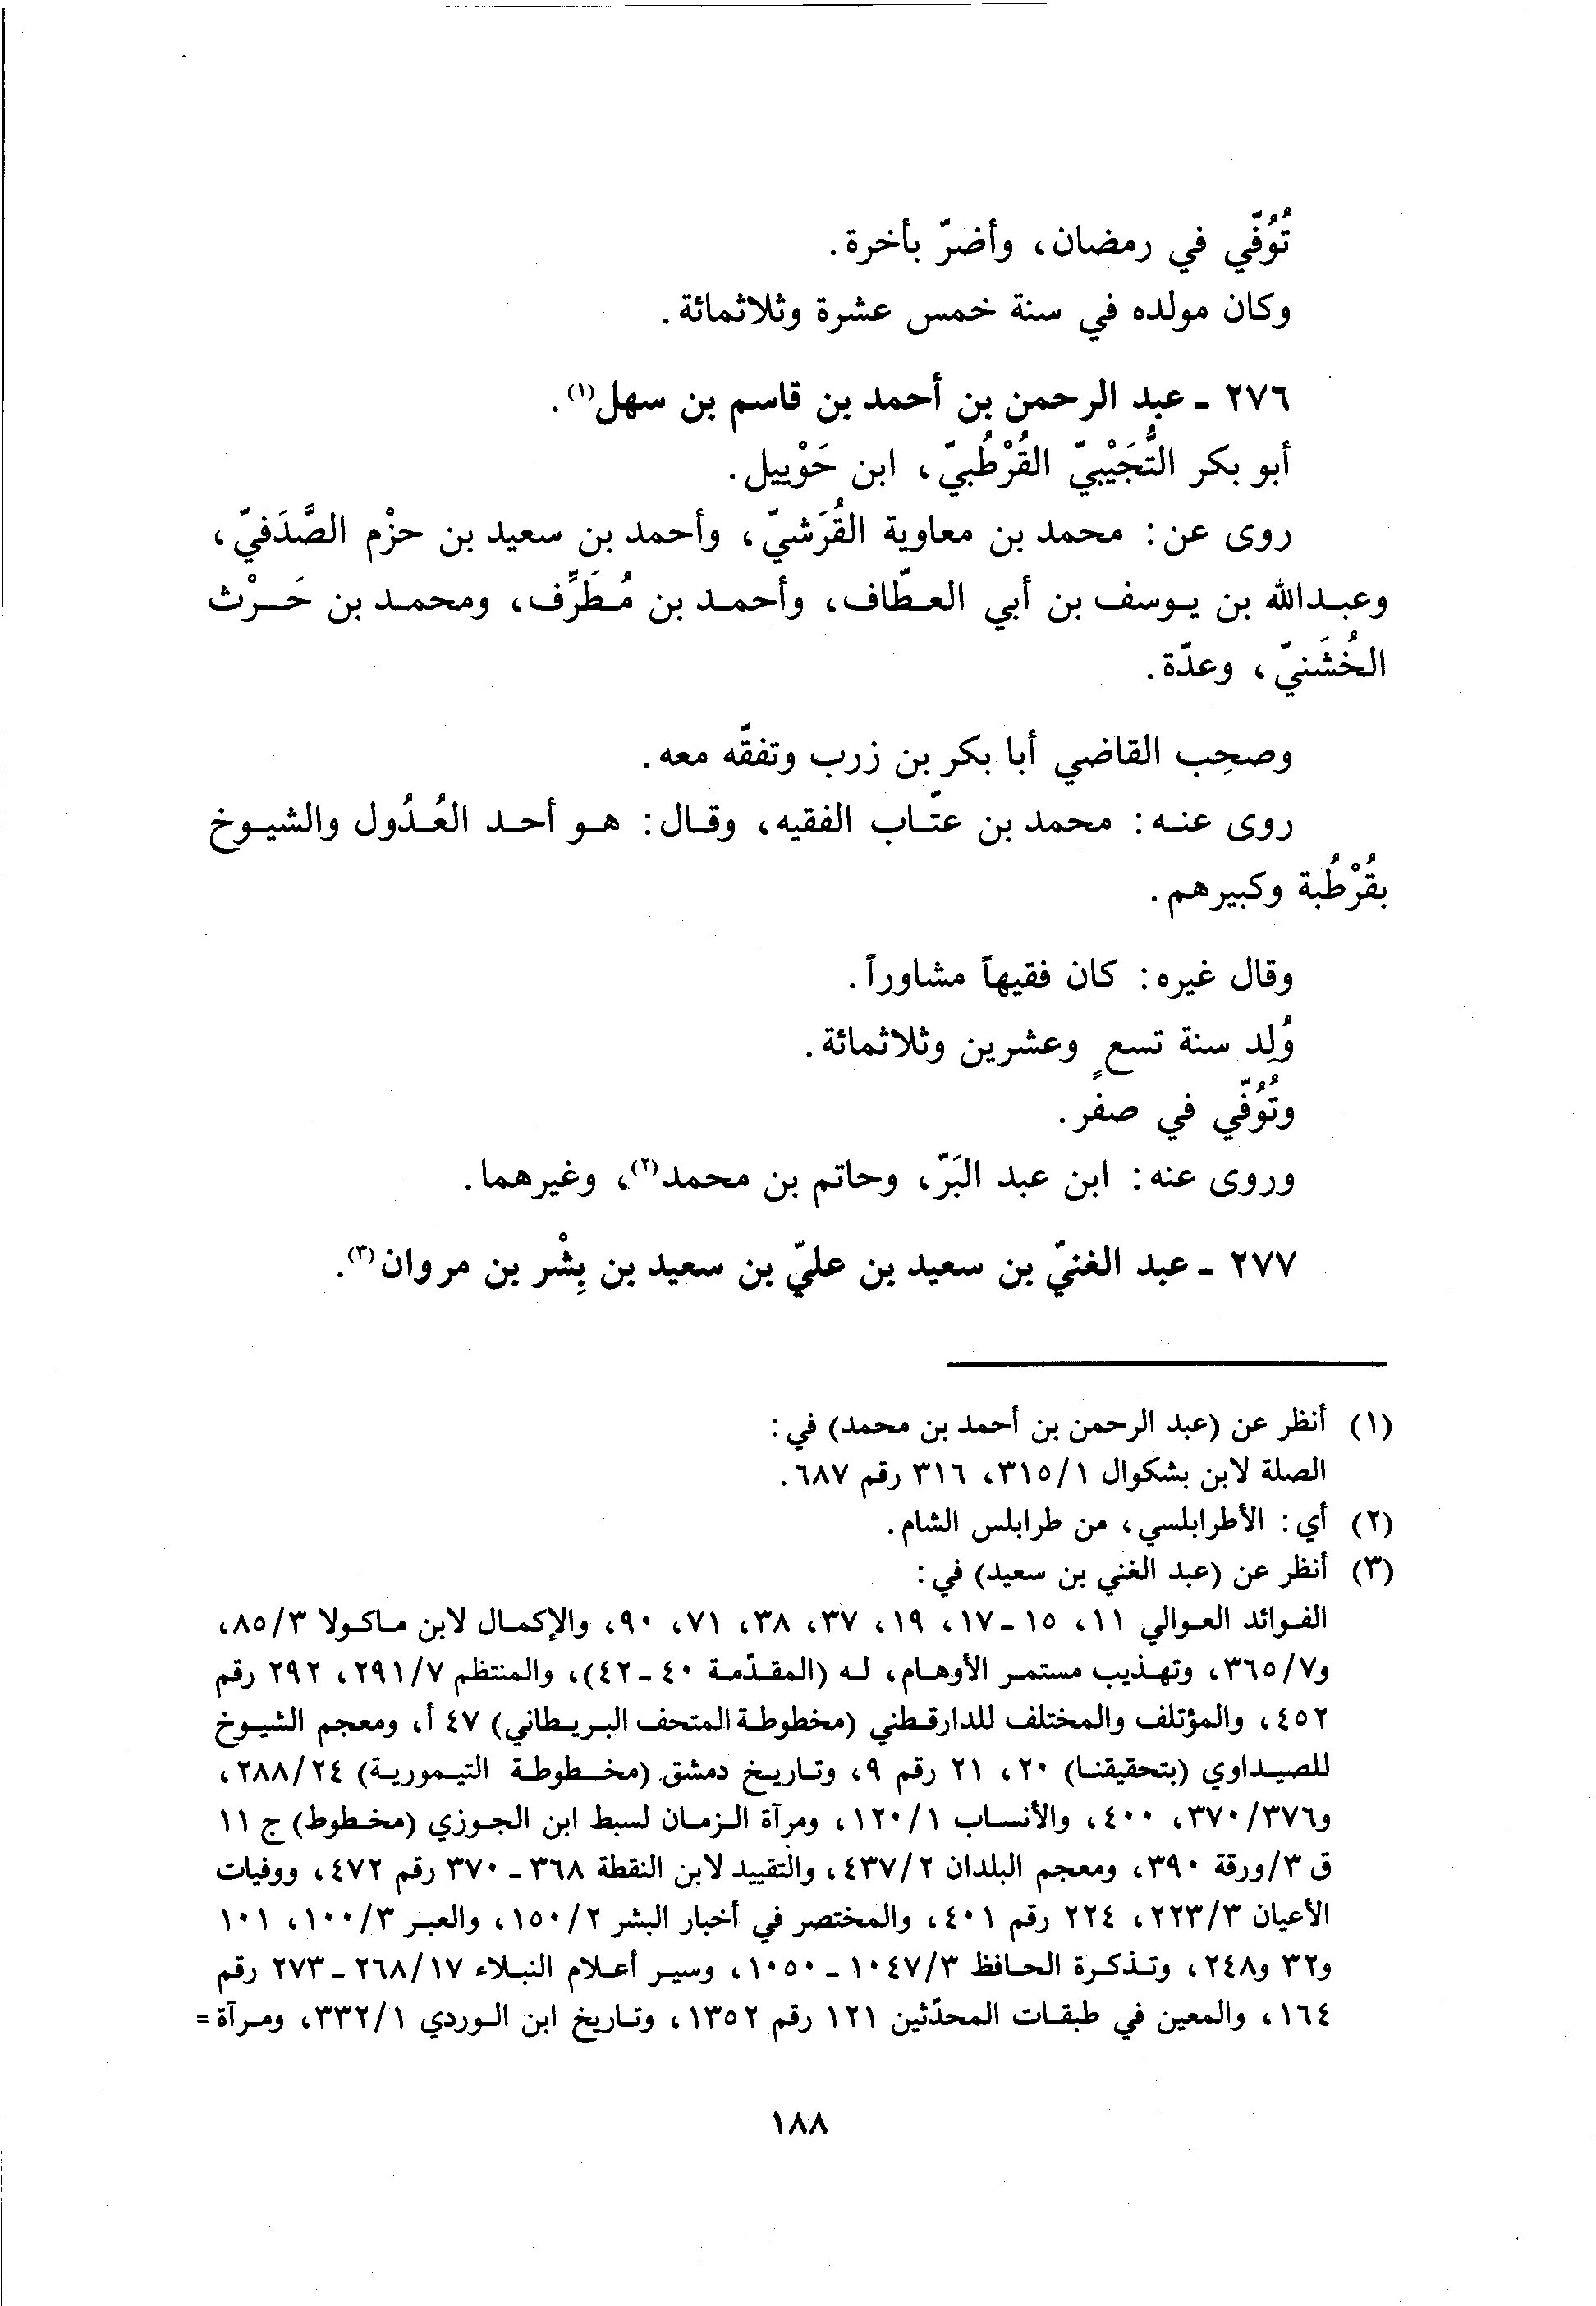 تُوُفّي في رمضان، وأضرّ بأخرة.
وكان مولده في سنة خمس عشرة وثلاثمائة.
٢٧٦ - عبد الرحمن بن أحمد بن قاسم بن سهل(١).
أبو بكر التُّجَيْبيّ القُرْطُبيّ، ابن حَوْبيل.
روى عن: محمد بن معاوية القُرَشيّ، وأحمد بن سعيد بن حزْم الصَّدَفيّ،
وعبدالله بن يوسف بن أبي العطّاف، وأحمد بن مُطَرِّف، ومحمد بن حَرْث
الخُشَنيّ، وعدّة.
وصحِب القاضي أبا بكر بن زرب وتفقّه معه.
روى عنه: محمد بن عتّاب الفقيه، وقال: هو أحد العُدُول والشيوخ
بقُرْطُبة وكبيرهم.
وقال غيره: كان فقيهاً مشاوراً.
وُلِد سنة تسعٍ وعشرين وثلاثمائة.
وتُوُفّي في صفر.
وروى عنه: ابن عبد البَرّ، وحاتم بن محمد(٢)، وغيرهما.
٢٧٧ - عبد الغنيّ بن سعيد بن عليّ بن سعيد بن بِشْر بن مروان(٣).
(١) أنظر عن (عبد الرحمن بن أحمد بن محمد) في:
الصلة لابن بشكوال ٣١٥/١، ٣١٦ رقم ٦٨٧.
(٢) أي: الأطرابلسي، من طرابلس الشام.
(٣) أنظر عن (عبد الغني بن سعيد) في:
الفوائد العوالي ١١، ١٥-١٧، ١٩، ٣٧، ٣٨، ٧١، ٩٠، والإكمال لابن ماكولا ٨٥/٣،
و٣٦٥/٧، وتهذيب مستمر الأوهام، له (المقدّمة ٤٠-٤٢)، والمنتظم ٢٩١/٧، ٢٩٢ رقم
٤٥٢، والمؤتلف والمختلف للدارقطني (مخطوطة المتحف البريطاني) ٤٧ أ، ومعجم الشيوخ
للصيداوي (بتحقيقنا) ٢٠، ٢١ رقم ٩، وتاريخ دمشق (مخطوطة التيمورية) ٢٨٨/٢٤،
و٣٧٠/٣٧٦، ٤٠٠، والأنساب ١٢٠/١، ومرآة الزمان لسبط ابن الجوزي (مخطوط) ج ١١
ق ٣/ورقة ٣٩٠، ومعجم البلدان ٤٣٧/٢، والتقييد لابن النقطة ٣٦٨-٣٧٠ رقم ٤٧٢، ووفيات
الأعيان ٢٢٣/٣، ٢٢٤ رقم ٤٠١، والمختصر في أخبار البشر ١٥٠/٢، والعبر ١٠٠/٣، ١٠١
و٣٢ و٢٤٨، وتذكرة الحافظ ١٠٤٧/٣-١٠٥٠، وسير أعلام النبلاء ٢٦٨/١٧-٢٧٣ رقم
١٦٤، والمعين في طبقات المحدّثين ١٢١ رقم ١٣٥٢، وتاريخ ابن الوردي ٣٣٢/١، ومرآة =
١٨٨